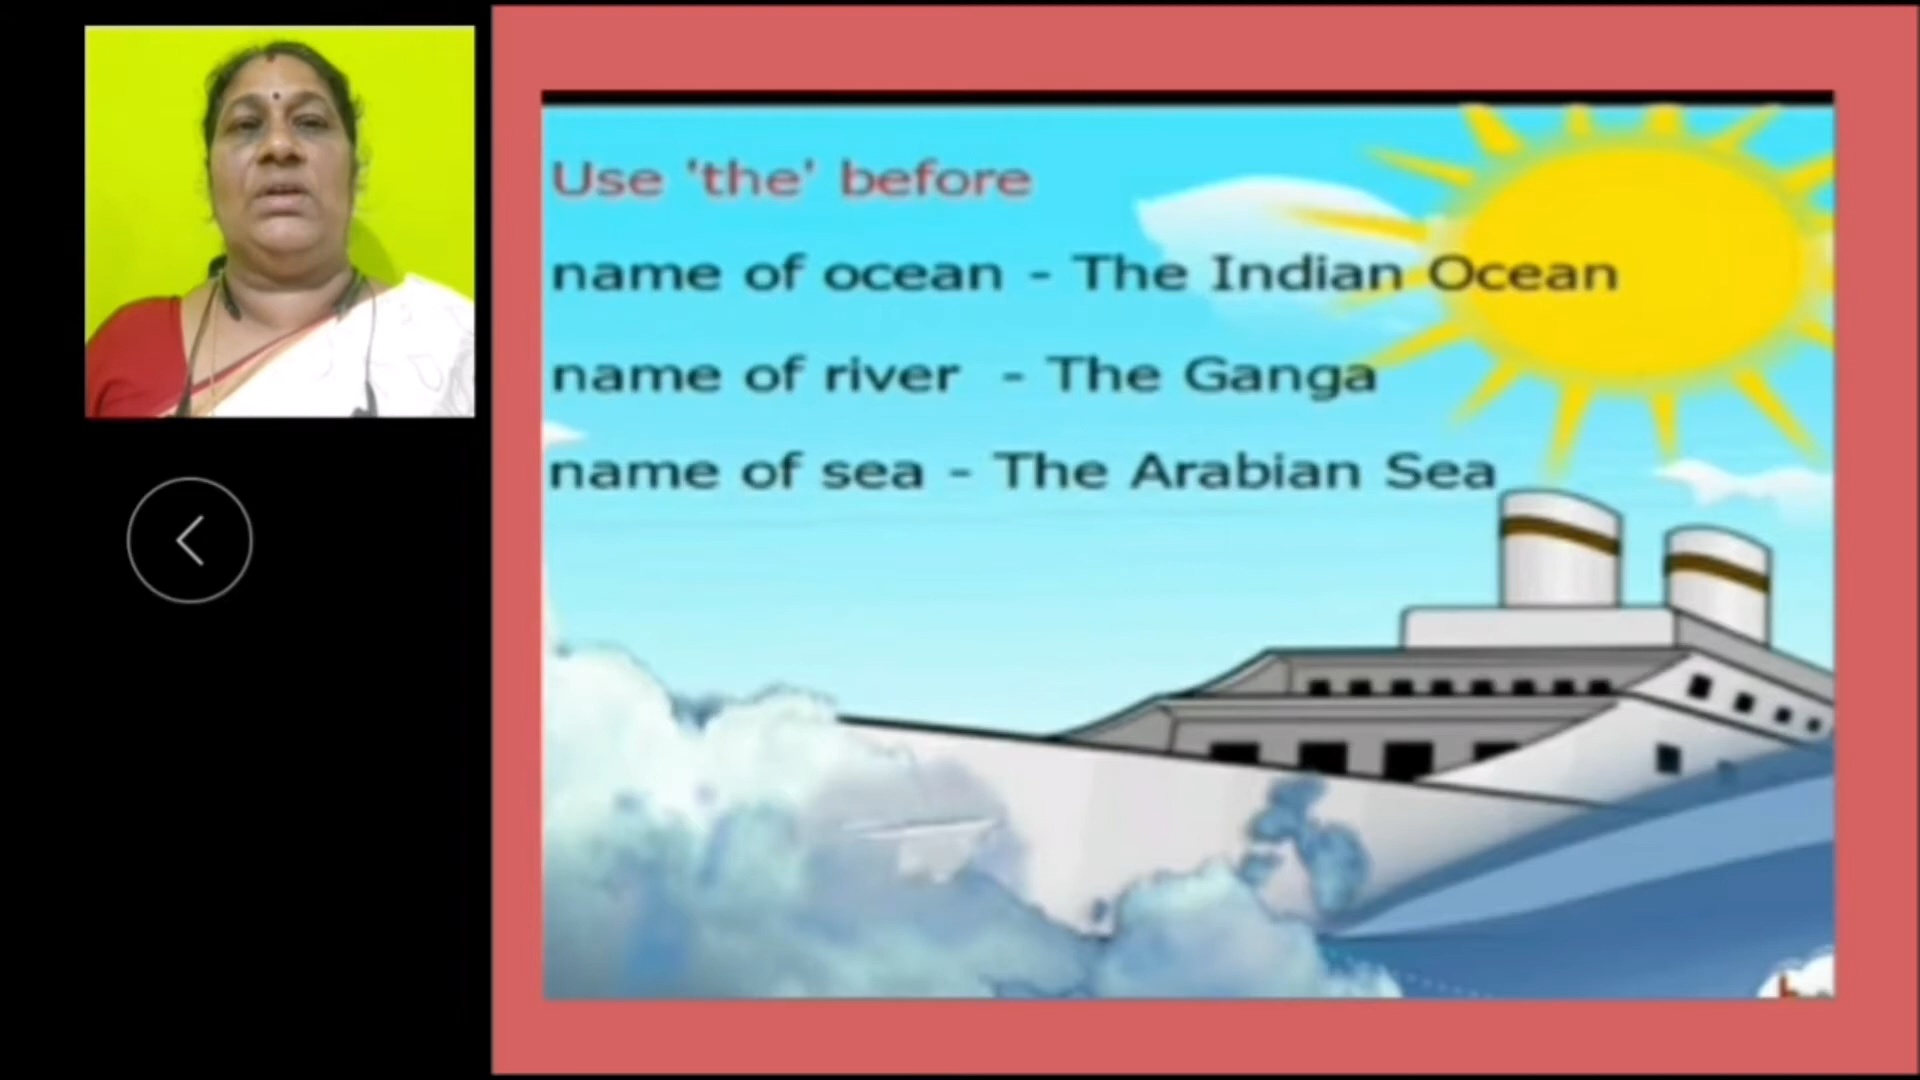 Use 'the' before
name of ocean - The Indian Ocean
name of river - The Ganga
name of sea - The Arabian Sea